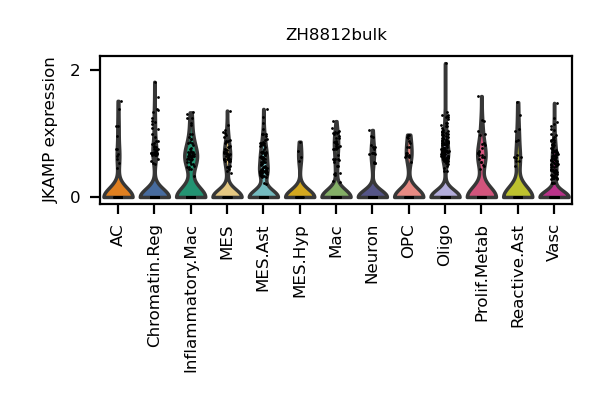 ZH8812bulk
JKAMP expression
2
0
AC
Chromatin.Reg
Inflammatory.Mac
MES
MES.Ast
MES.Hyp
Mac
Neuron
OPC
Oligo
Prolif.Metab
Reactive.Ast
Vasc